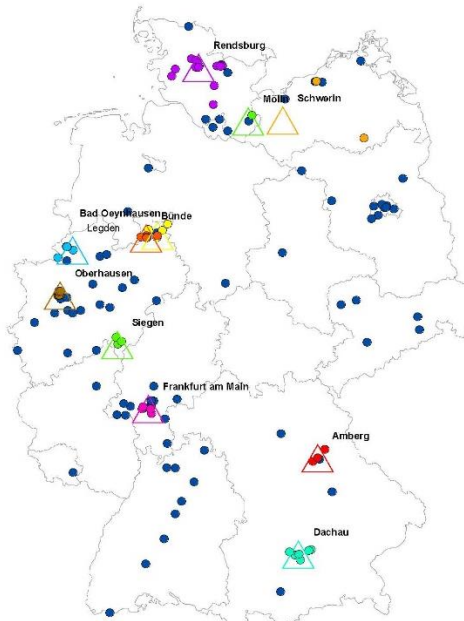 Rendsburg
Mölln
Schwerin
Bad Oeynhausen
Bünde
Legden
Oberhausen
Siegen
Frankfurt am Main
Amberg
Dachau